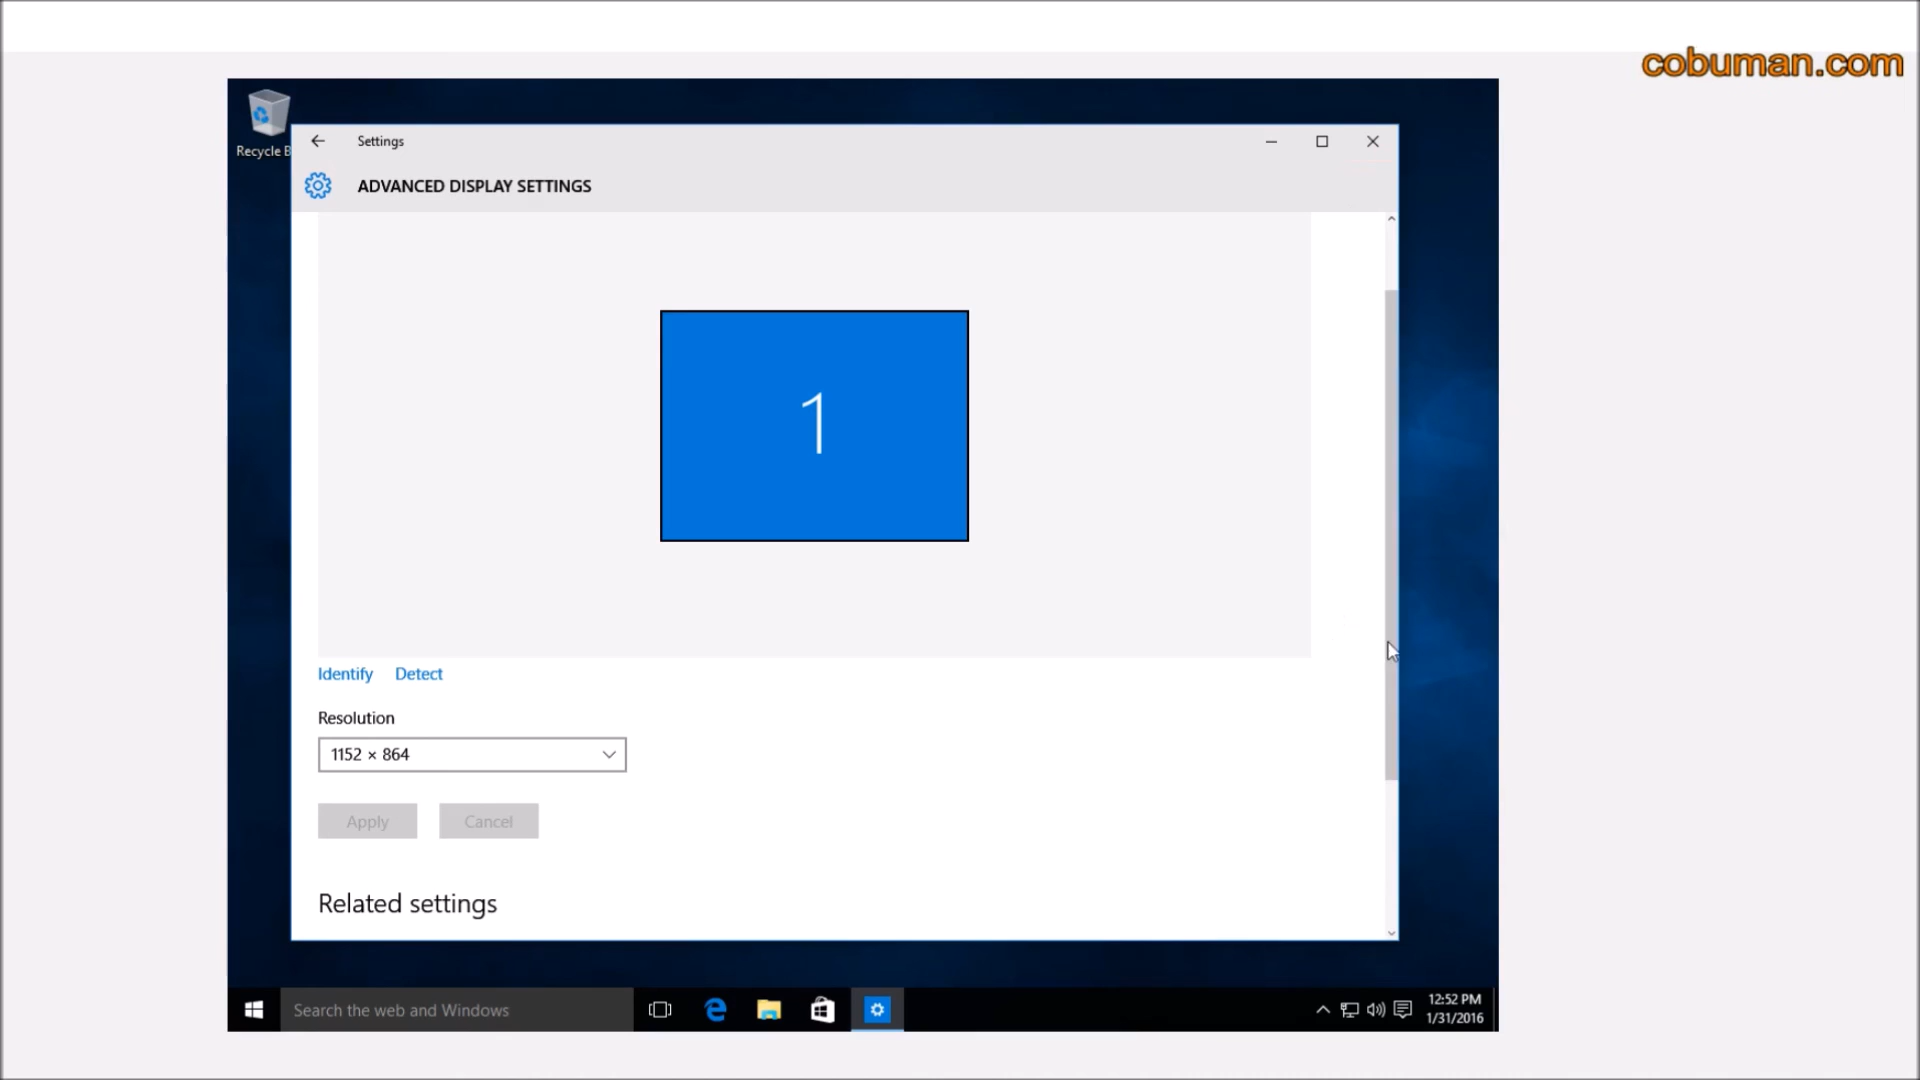 cobuman.com
Recycle B
Settings
ADVANCED DISPLAY SETTINGS
1
Identify Detect
Resolution
1152 × 864
Apply Cancel
Related settings
Search the web and Windows
12:52 PM
1/31/2016